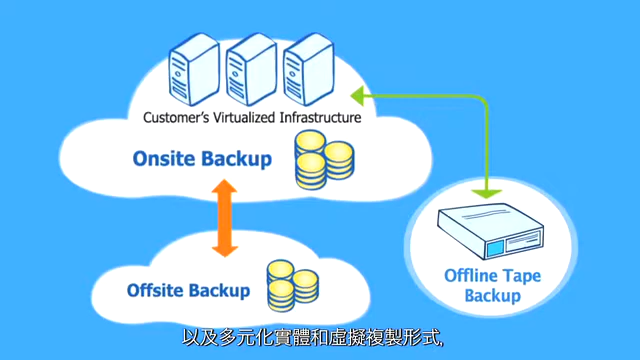 Customer's Virtualized Infrastructure
Onsite Backup
Offsite Backup
Offline Tape
Backup
以及多元化實體和虛擬複製形式,